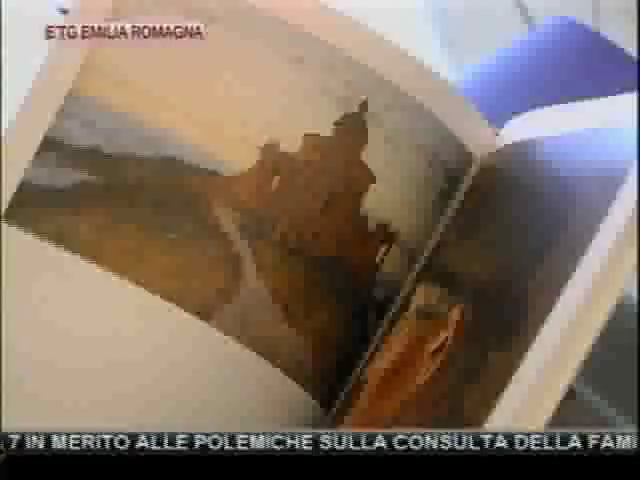 E'TG EMILIA ROMAGNA
7 IN MERITO ALLE POLEMICHE SULLA CONSULTA DELLA FAMI